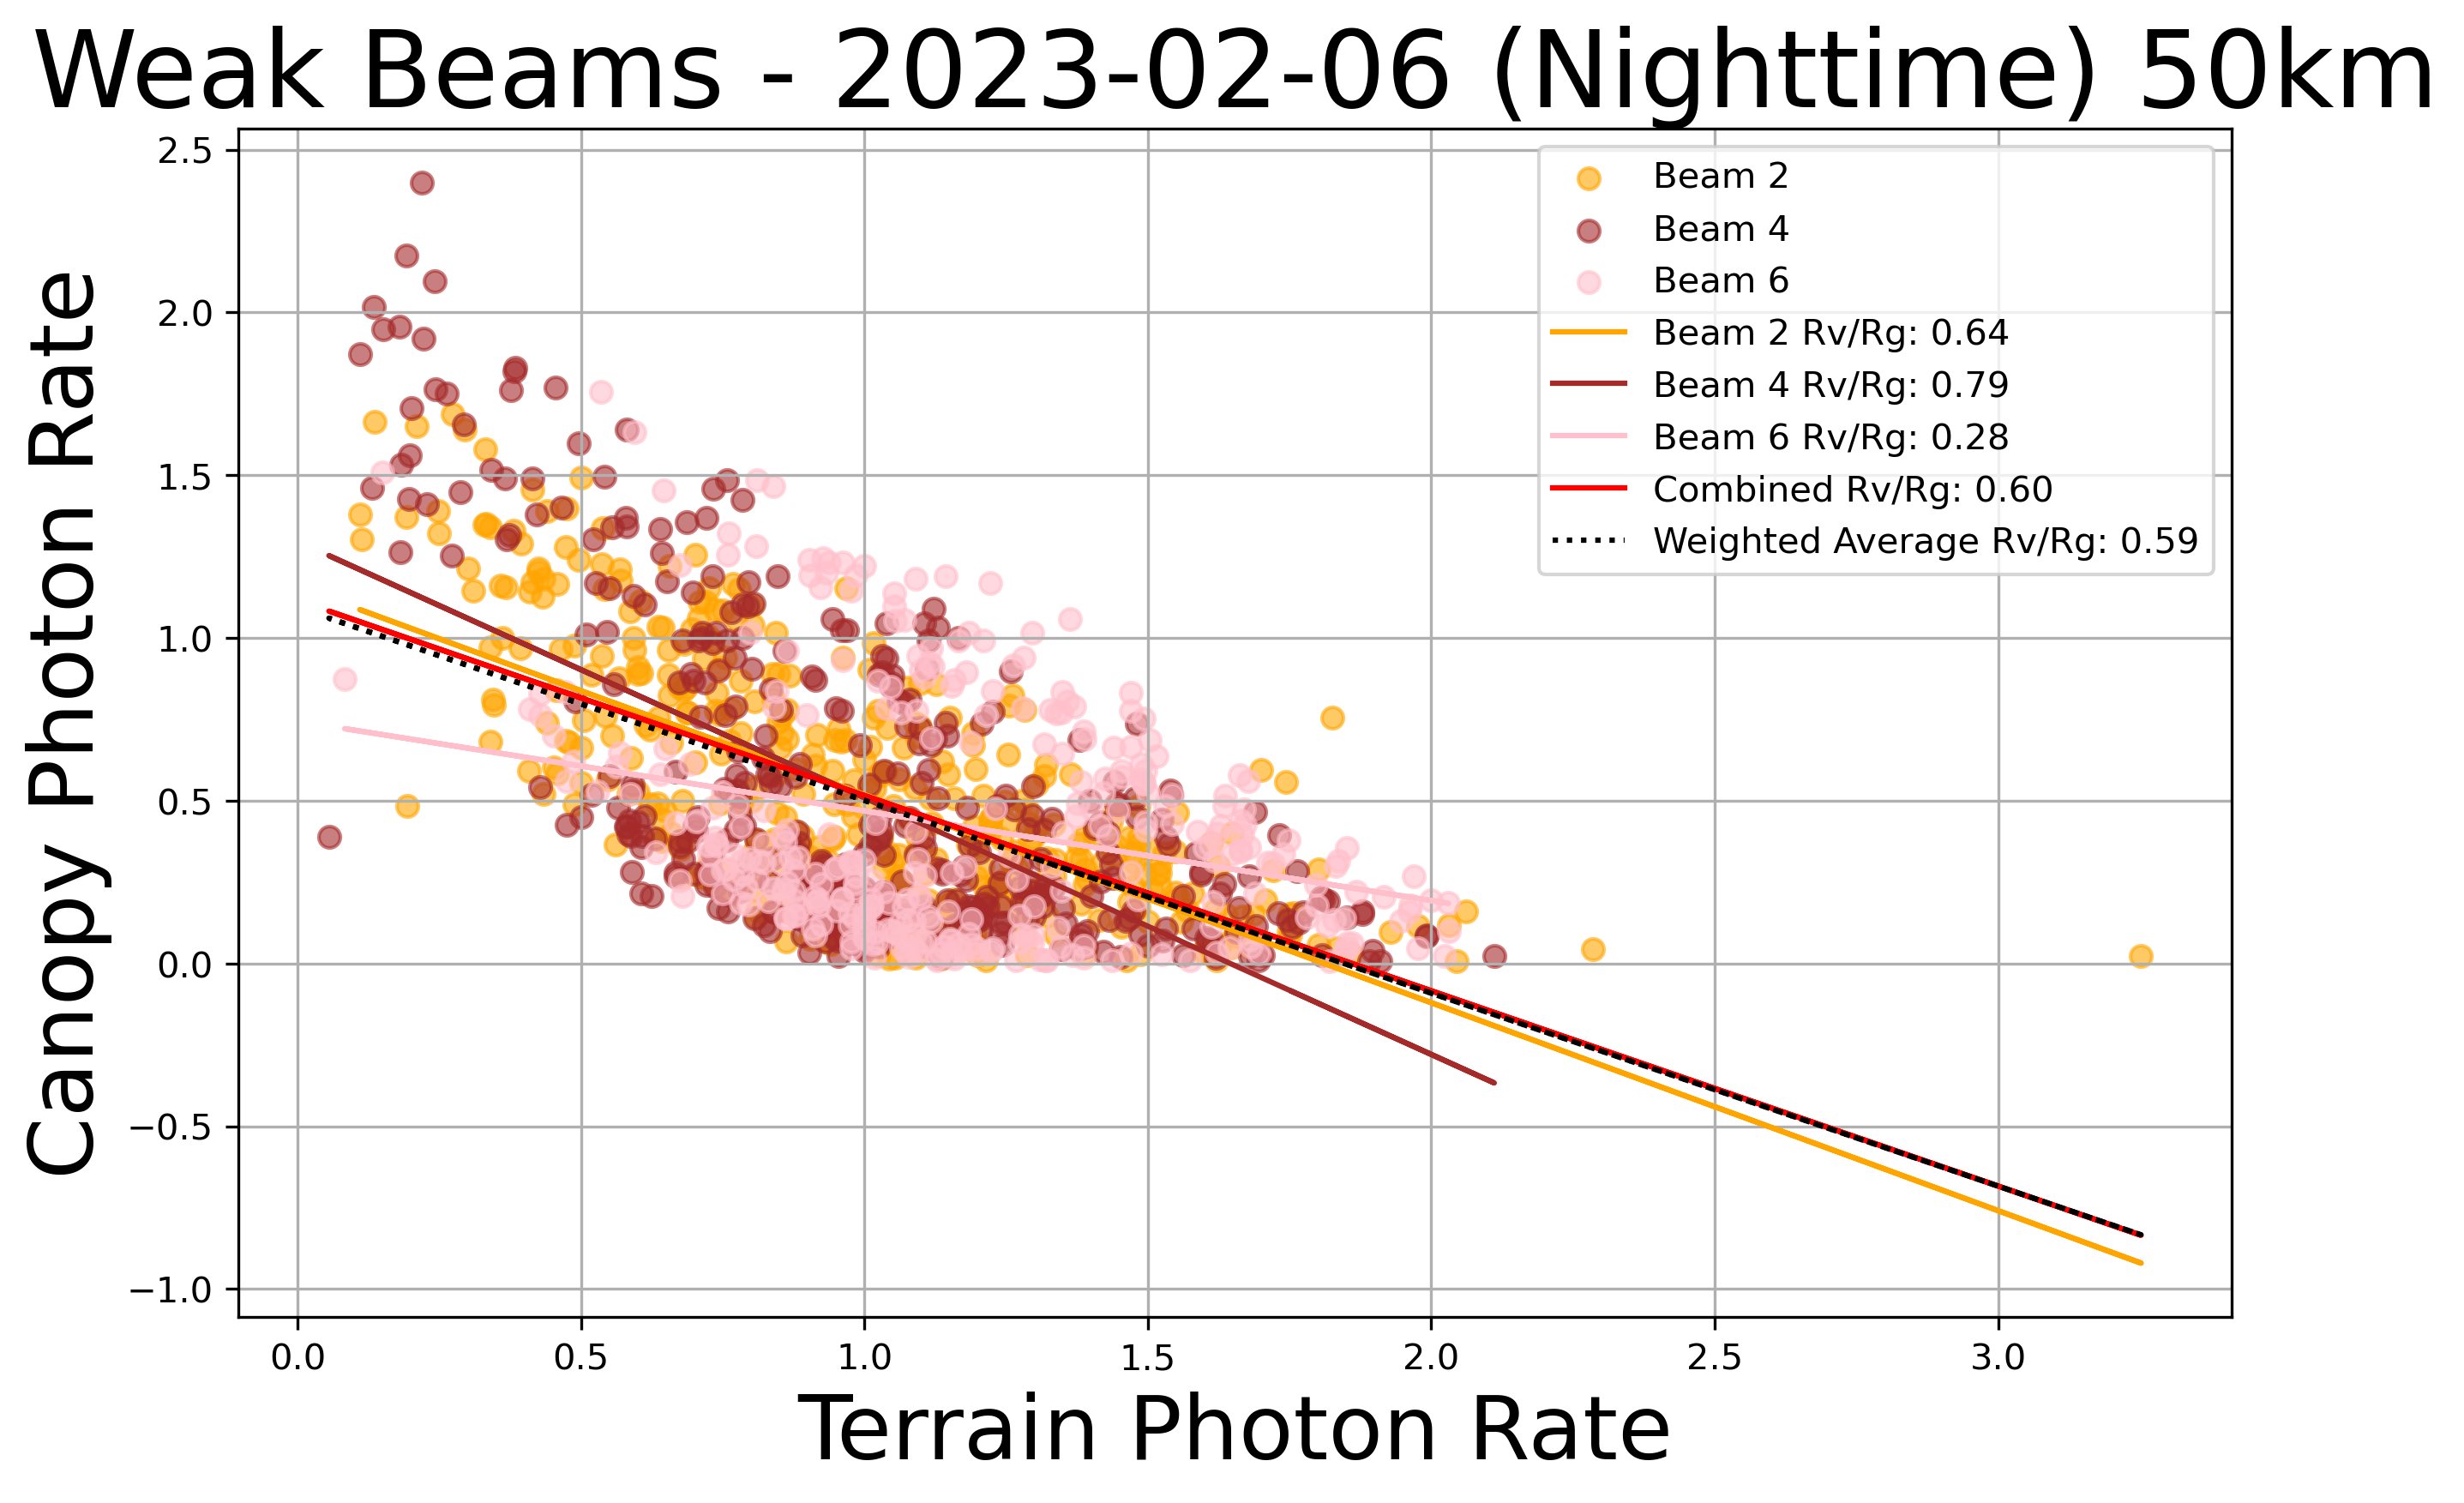 Weak Beams - 2023-02-06 (Nighttime) 50km
Canopy Photon Rate
2.5
2.0
1.5
1.0
0.5
0.0
−0.5
−1.0
Beam 2
Beam 4
Beam 6
Beam 2 Rv/Rg: 0.64
Beam 4 Rv/Rg: 0.79
Beam 6 Rv/Rg: 0.28
Combined Rv/Rg: 0.60
Weighted Average Rv/Rg: 0.59
0.0 0.5 1.0 1.5 2.0 2.5 3.0
Terrain Photon Rate